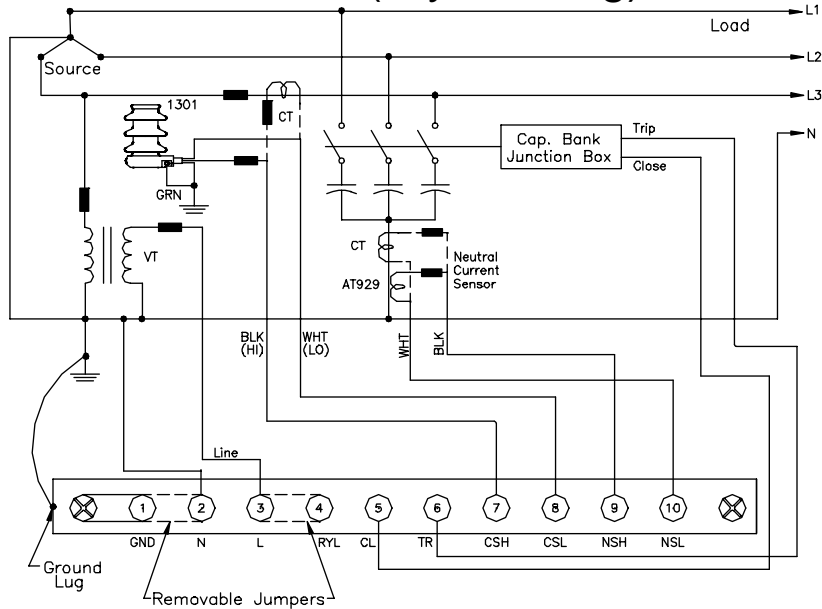 L1
Load
L2
Source
L3
1301
CT
N
Cap. Bank
Junction Box
Trip
Close
GRN
VT
CT
AT929
Neutral
Current
Sensor
BLK
(HI)
WHT
(LO)
WHT
BLK
Line
1 2 3 4 5 6 7 8 9 10
GND N L RYL CL TR CSH CSL NSH NSL
Ground
Lug
Removable Jumpers